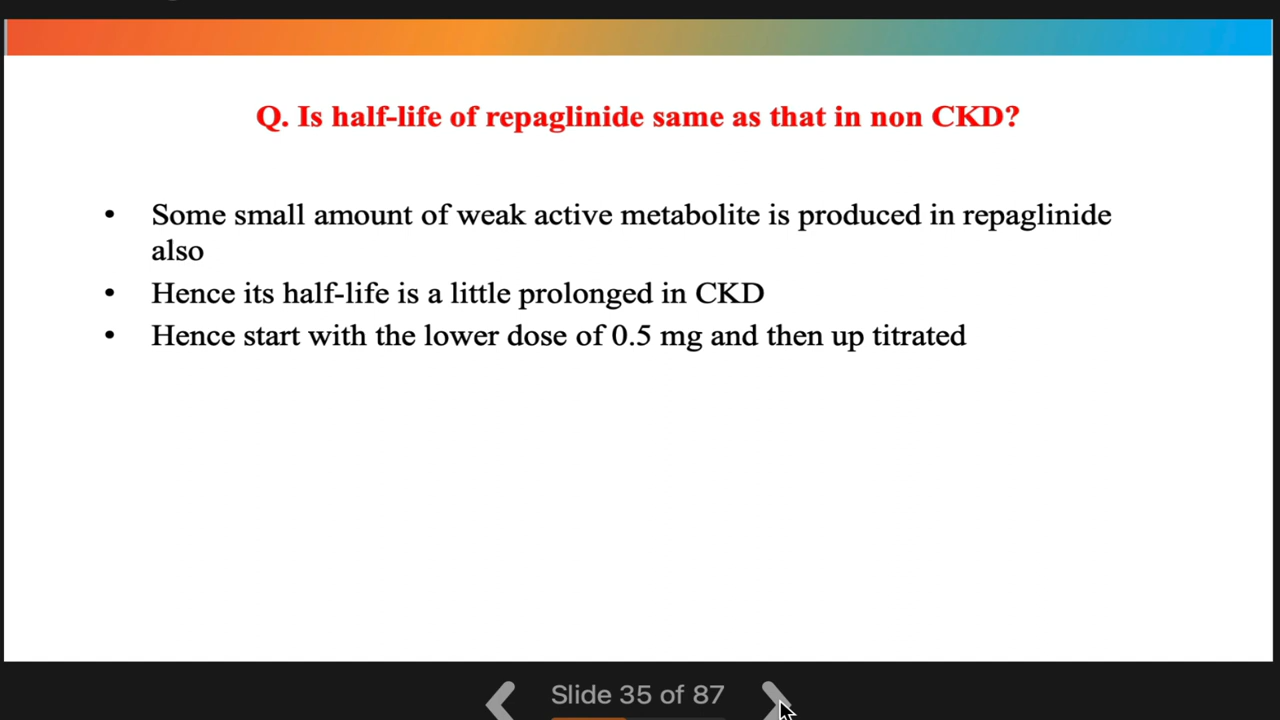 Q. Is half-life of repaglinide same as that in non CKD?
• Some small amount of weak active metabolite is produced in repaglinide
also
• Hence its half-life is a little prolonged in CKD
• Hence start with the lower dose of 0.5 mg and then up titrated
Slide 35 of 87